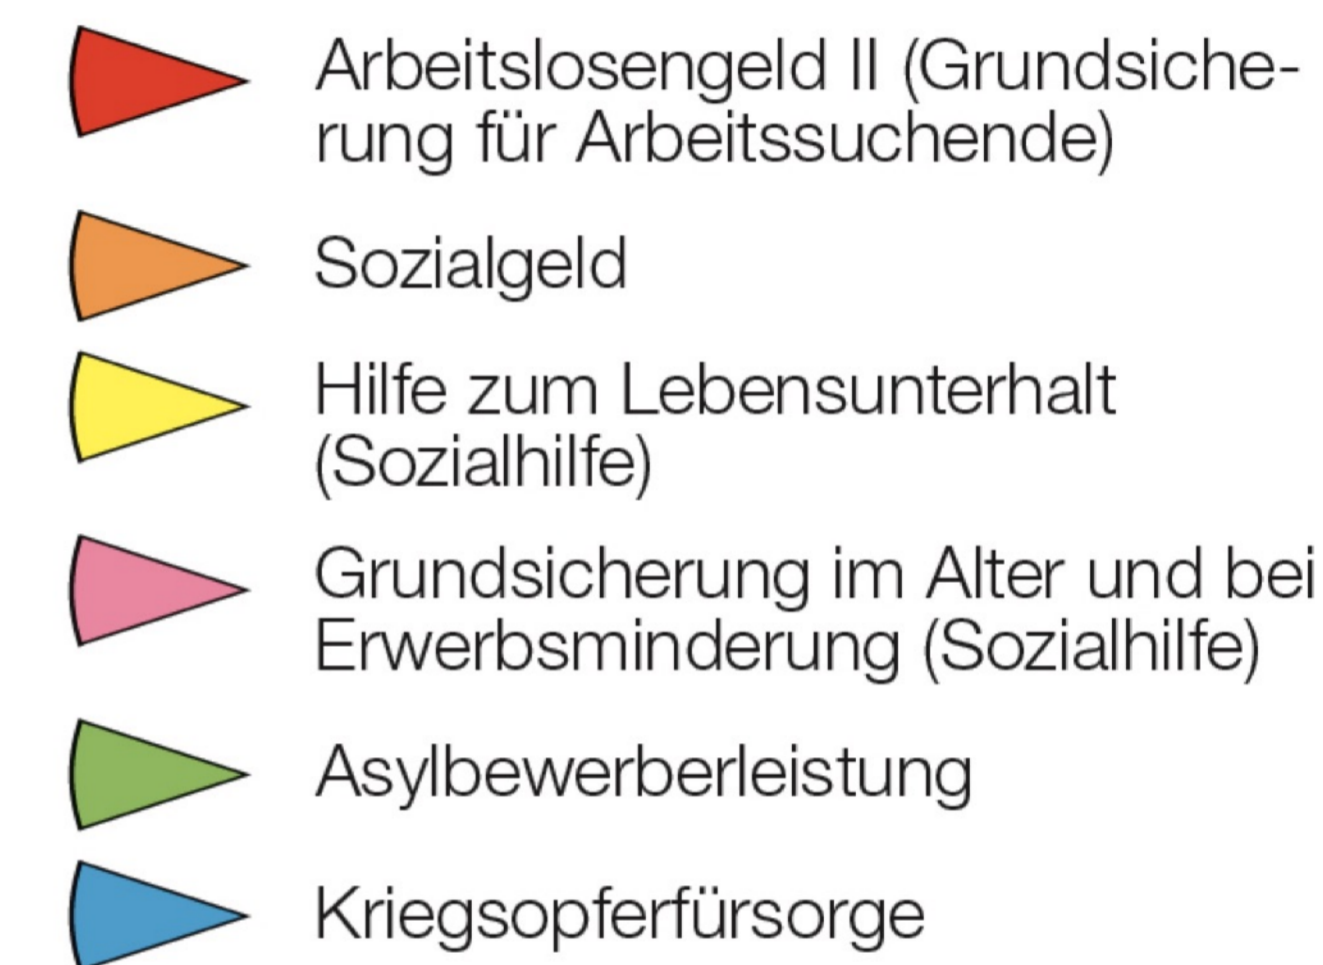 Arbeitslosengeld II (Grundsiche-
rung für Arbeitssuchende)
Sozialgeld
Hilfe zum Lebensunterhalt
(Sozialhilfe)
Grundsicherung im Alter und bei
Erwerbsminderung (Sozialhilfe)
Asylbewerberleistung
Kriegsopferfürsorge